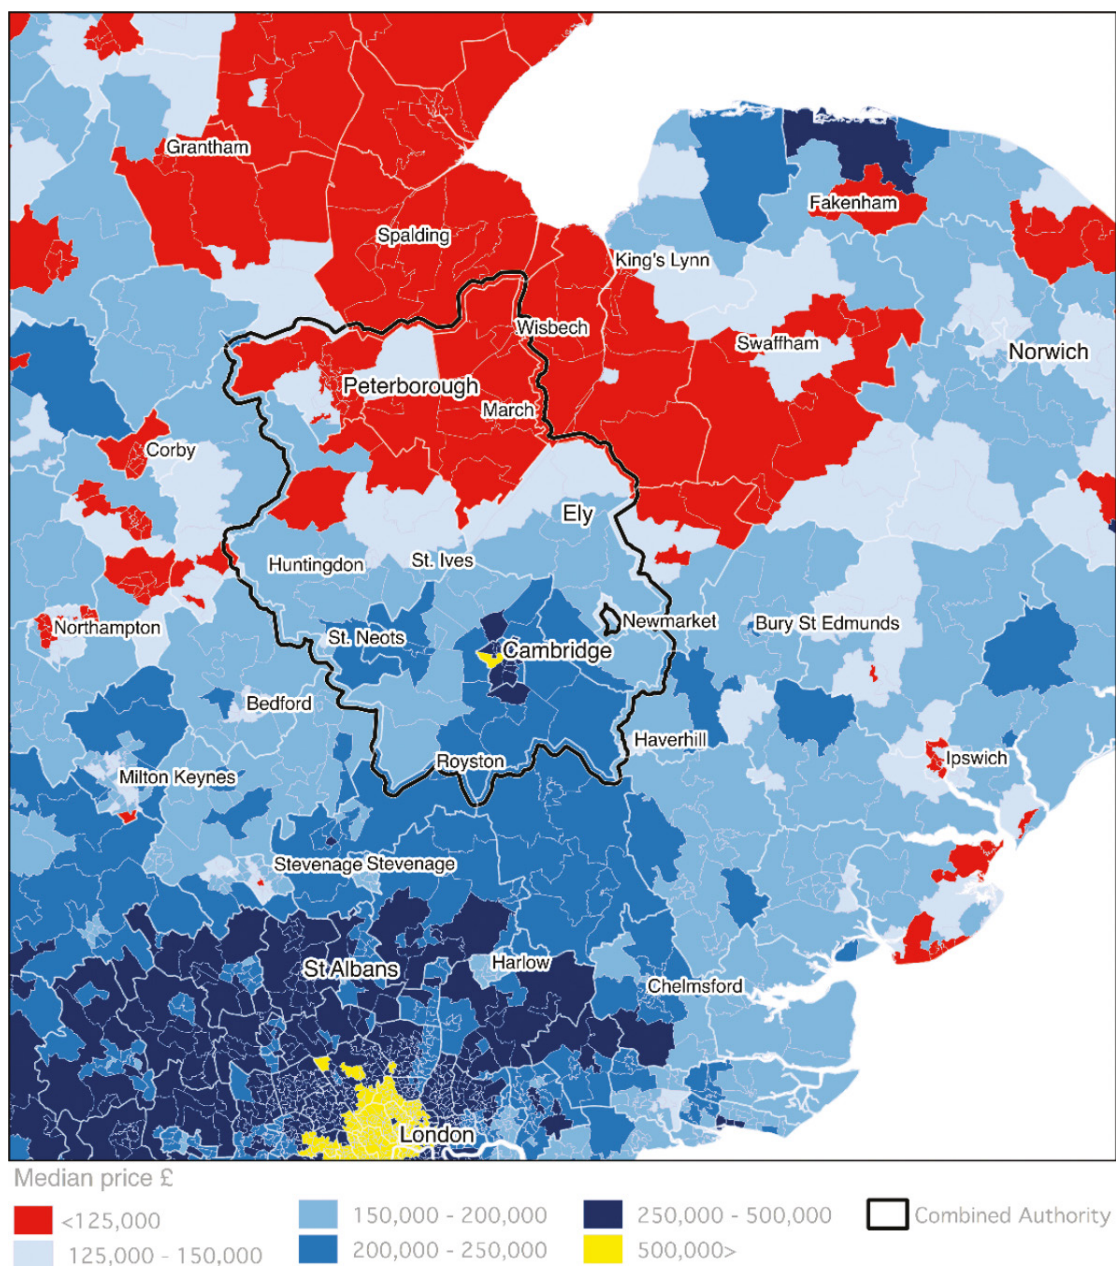 Grantham
Fakenham
Spalding
King's Lynn
Wisbech
Swaffham
Norwich
Peterborough
March
Corby
Ely
Huntingdon
St. Ives
Northampton
St. Neots
Newmarket
Bury St Edmunds
Cambridge
Bedford
Haverhill
Royston
Ipswich
Milton Keynes
Stevenage Stevenage
St Albans
Harlow
Chelmsford
London
Median price £
<125,000
150,000 - 200,000
250,000 - 500,000
Combined Authority
125,000 - 150,000
200,000 - 250,000
500,000>